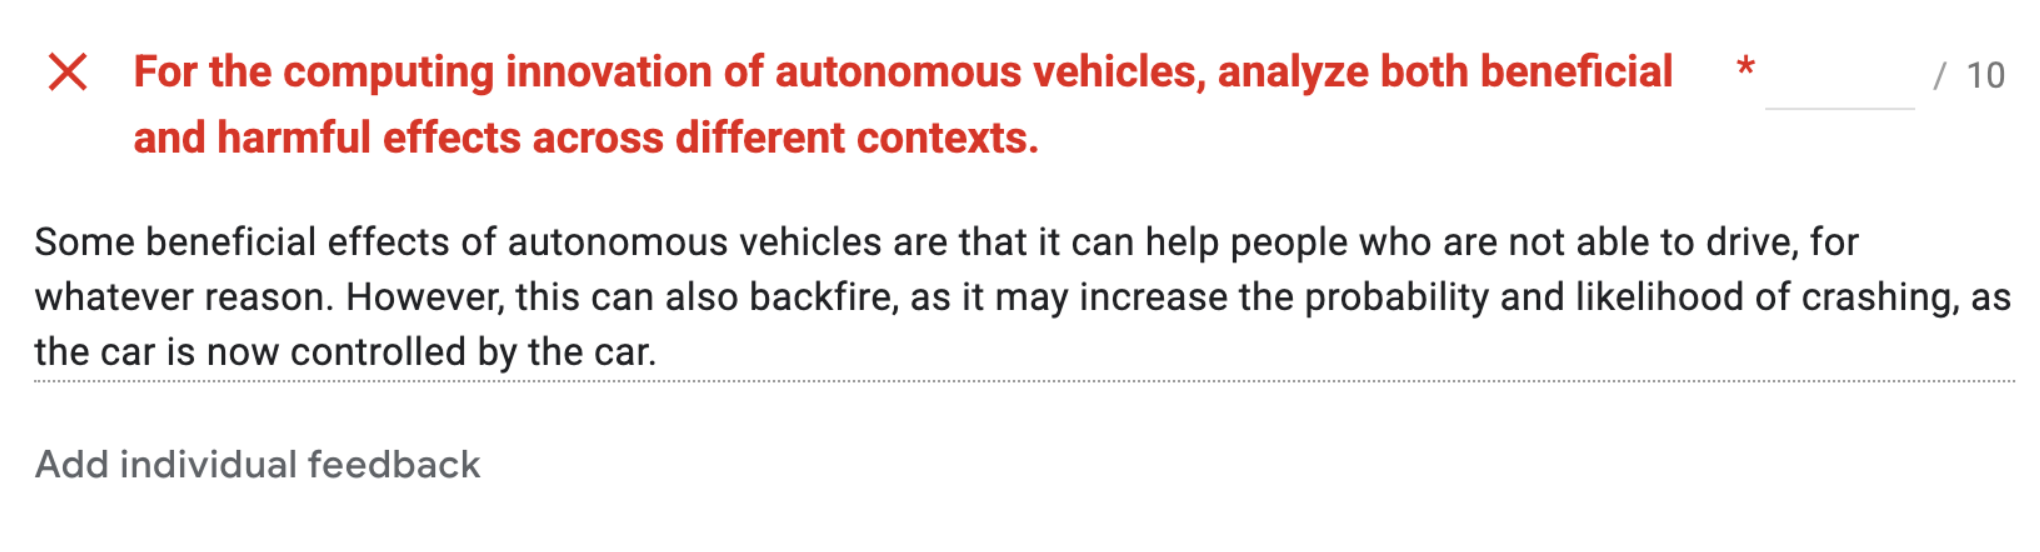 For the computing innovation of autonomous vehicles, analyze both beneficial * / 10
and harmful effects across different contexts.
Some beneficial effects of autonomous vehicles are that it can help people who are not able to drive, for
whatever reason. However, this can also backfire, as it may increase the probability and likelihood of crashing, as
the car is now controlled by the car.
Add individual feedback